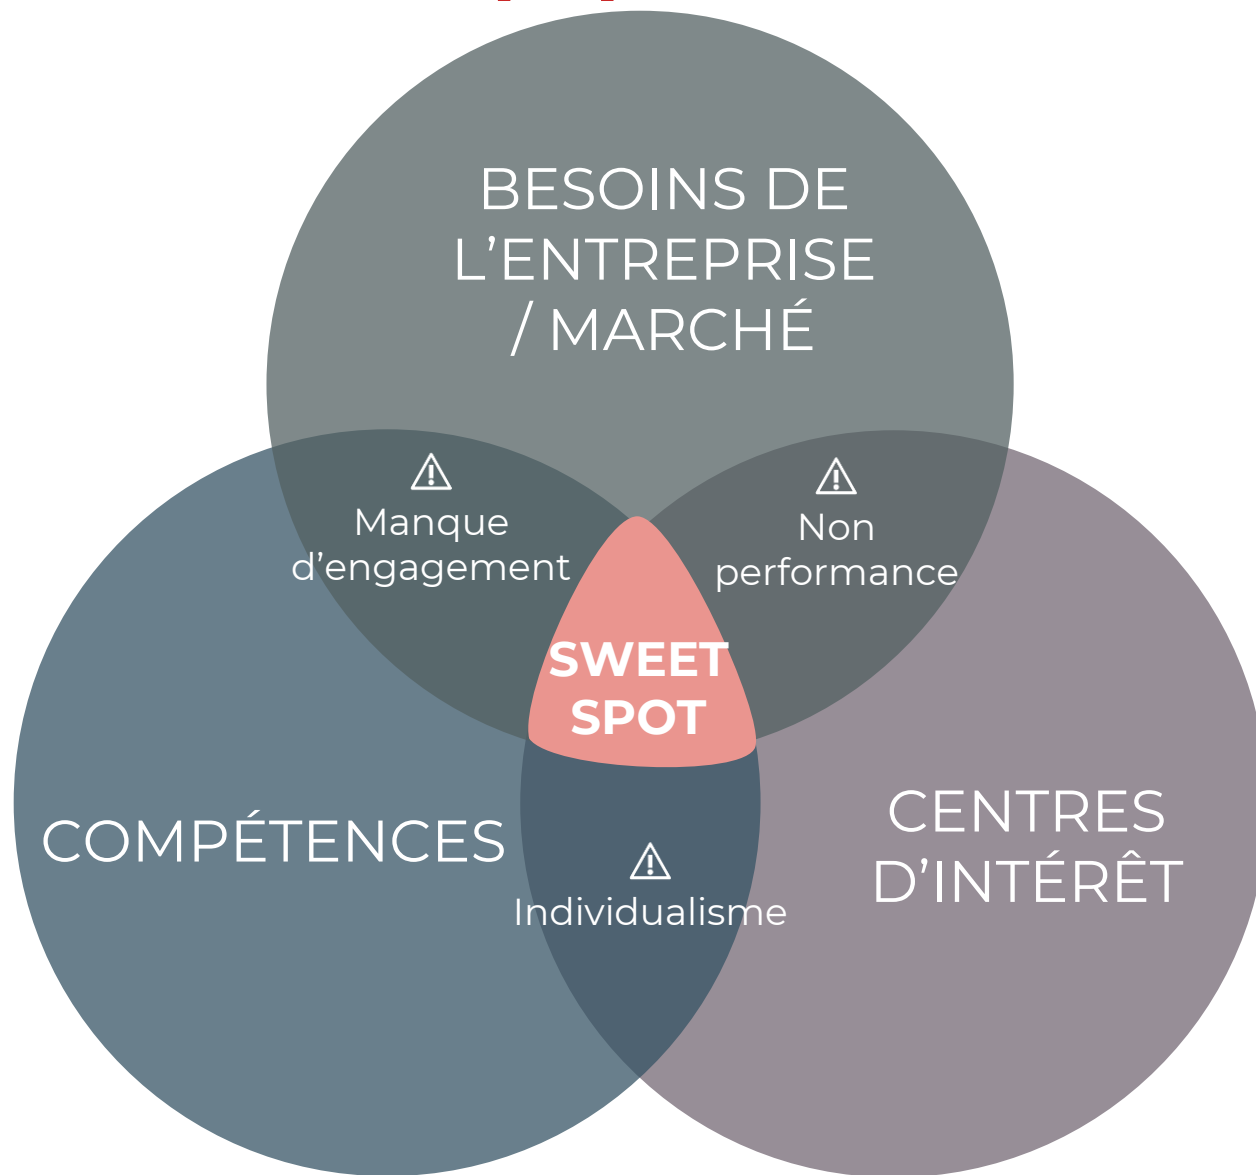 BESOINS DE
L’ENTREPRISE
/ MARCHÉ
Manque
d’engagement
Non
performance
SWEET
SPOT
COMPÉTENCES
CENTRES
D’INTÉRÊT
Individualisme